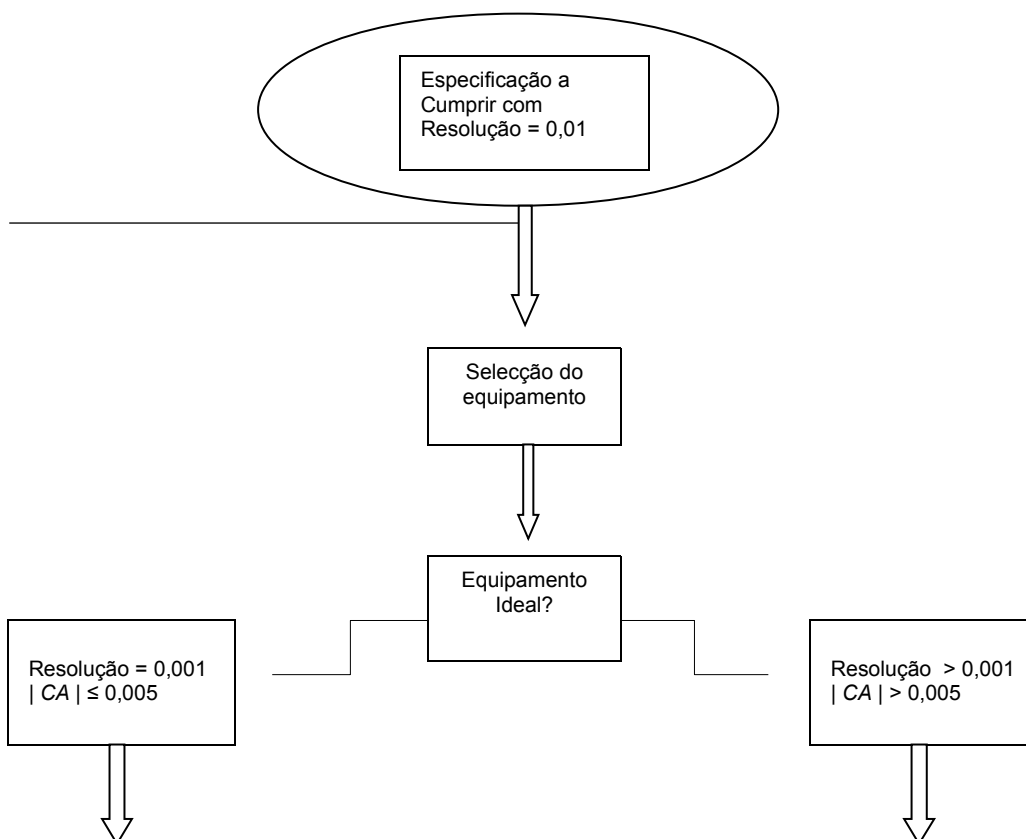 Especificação a
Cumprir com
Resolução = 0,01
Selecção do
equipamento
Equipamento
Ideal?
Resolução = 0,001
| CA | ≤ 0,005
Resolução > 0,001
| CA | > 0,005